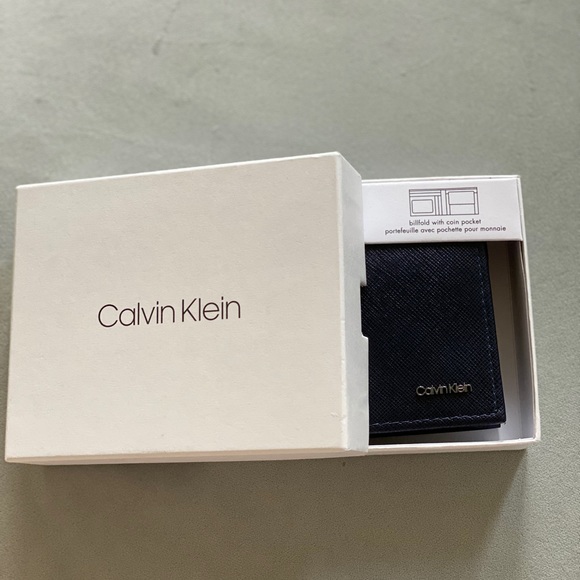 Calvin Klein
billfold with coin pocket
portefeuille avec pochette pour monnaie
Calvin Klein